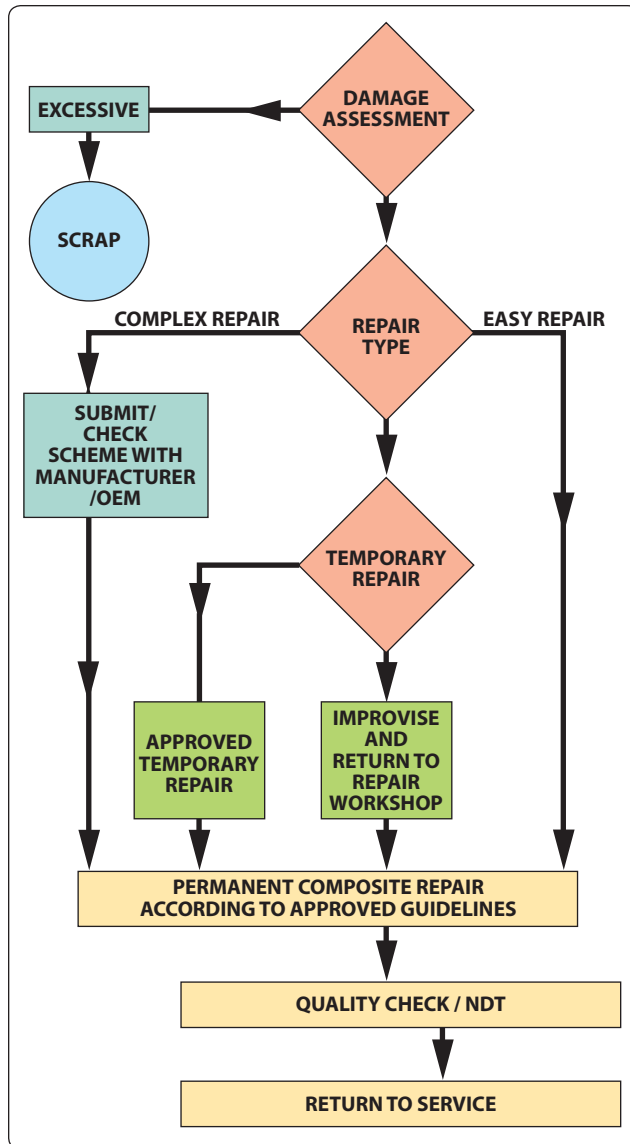 DAMAGE
ASSESSMENT
EXCESSIVE
SCRAP
COMPLEX REPAIR
REPAIR
TYPE
EASY REPAIR
SUBMIT/
CHECK
SCHEME WITH
MANUFACTURER
/OEM
TEMPORARY
REPAIR
APPROVED
TEMPORARY
REPAIR
IMPROVISE
AND
RETURN TO
REPAIR
WORKSHOP
PERMANENT COMPOSITE REPAIR
ACCORDING TO APPROVED GUIDELINES
QUALITY CHECK / NDT
RETURN TO SERVICE